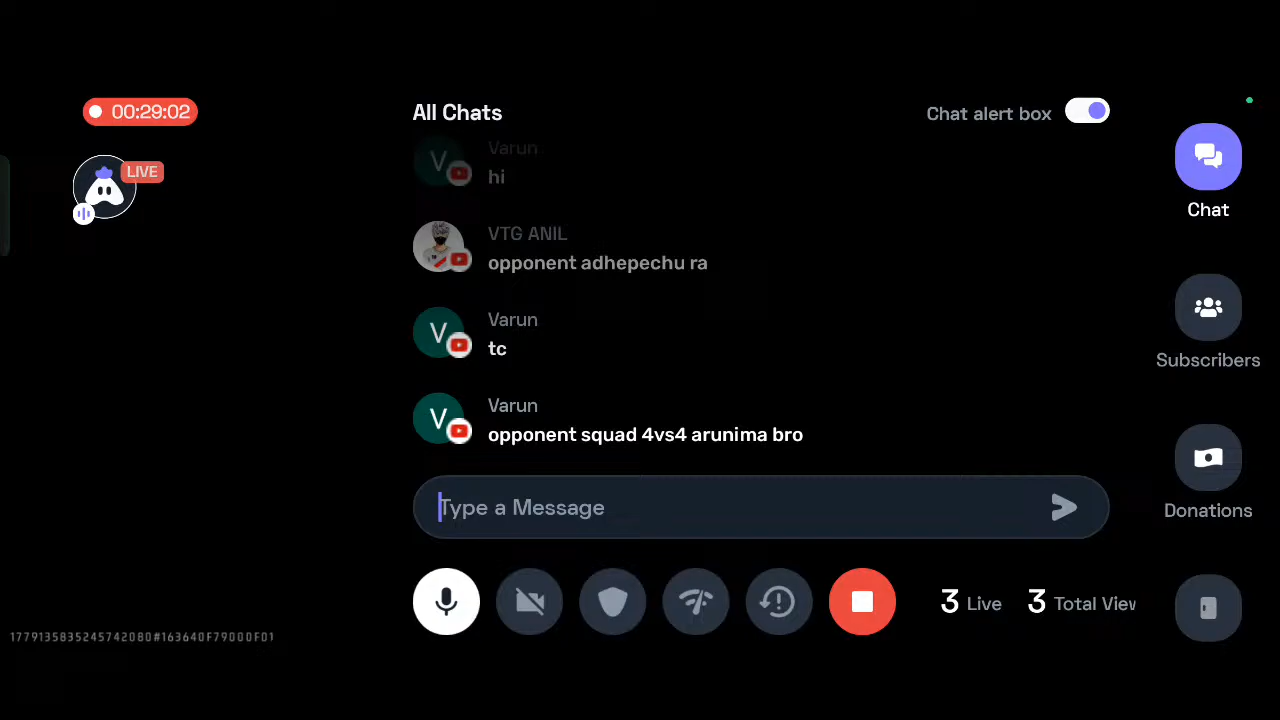 00:29:02
LIVE
All Chats
Chat alert box
Varun
hi
VTG ANIL
opponent adhepechu ra
Varun
tc
Varun
opponent squad 4vs4 arunima bro
Type a Message
3 Live 3 Total View
Chat
Subscribers
Donations
V
V
V
1779135835245742080#163640F79000F01